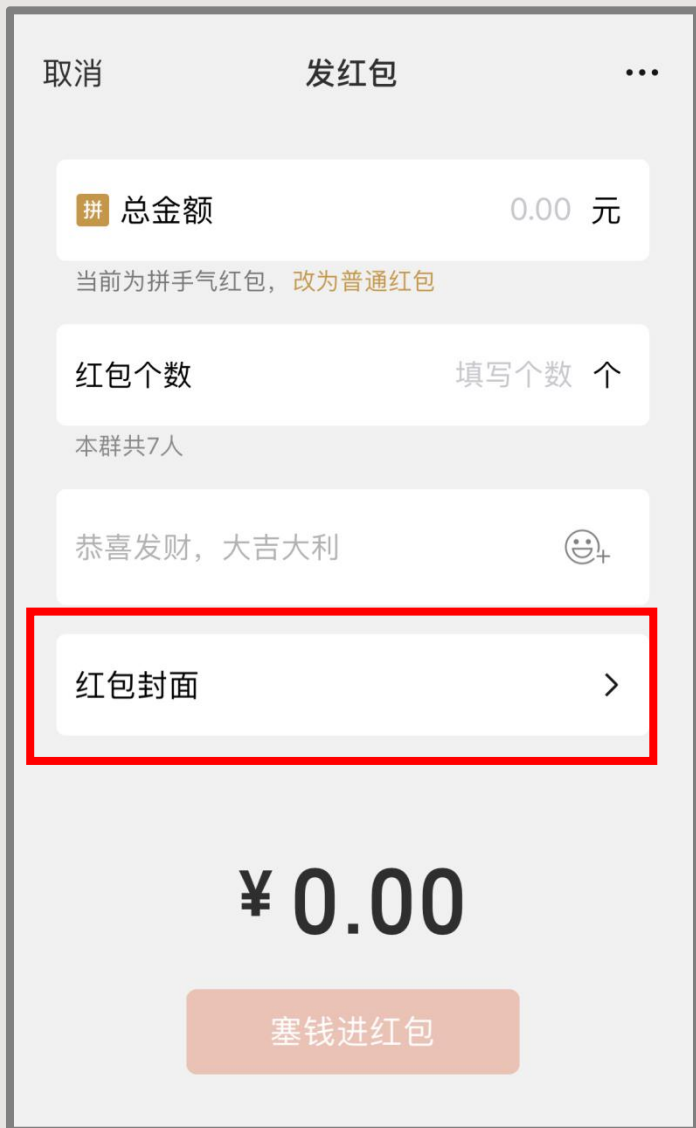 取消 发红包 •••
拼 总金额 0.00 元
当前为拼手气红包，改为普通红包
红包个数 填写个数 个
本群共7人
恭喜发财，大吉大利
红包封面
¥ 0.00
塞钱进红包